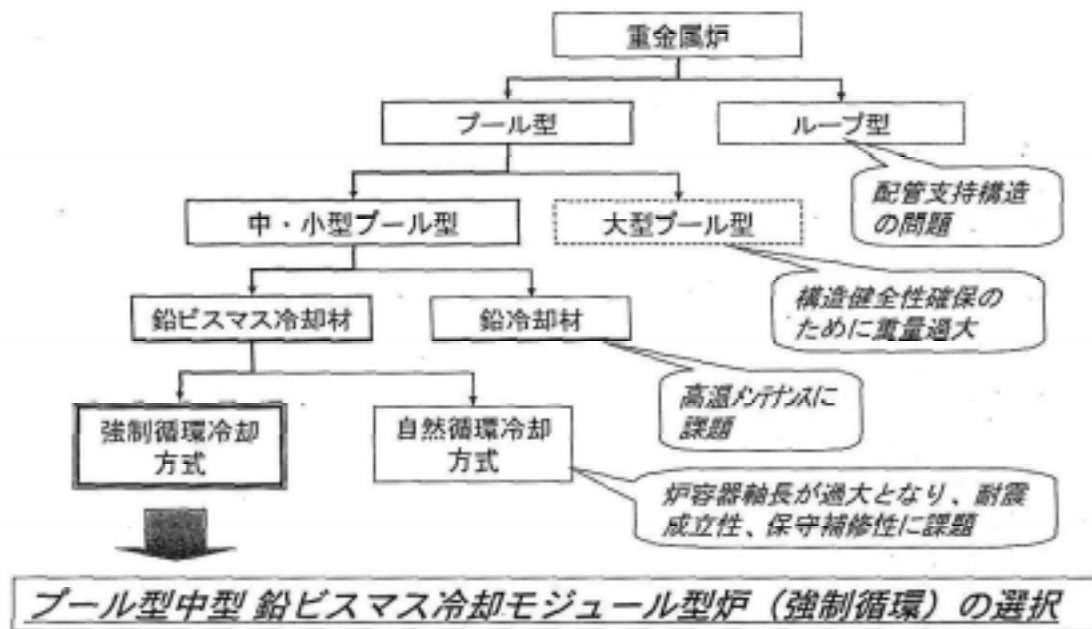 重金属炉
プール型
ループ型
配管支持構造
の問題
中・小型プール型
大型プール型
構造健全性確保の
ために重量過大
鉛ビスマス冷却材
鉛冷却材
高温メンテナンスに
課題
強制循環冷却
方式
自然循環冷却
方式
炉容器軸長が過大となり、耐震
成立性、保守補修性に課題
プール型中型 鉛ビスマス冷却モジュール型炉（強制循環）の選択